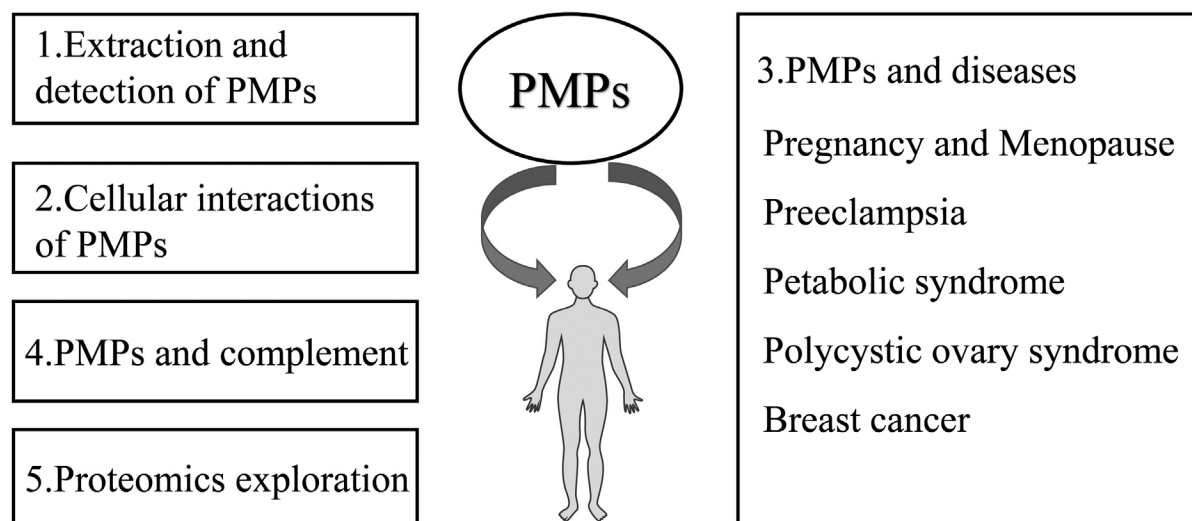 1.Extraction and
detection of PMPs
2.Cellular interactions
of PMPs
4.PMPs and complement
5.Proteomics exploration
PMPs
3.PMPs and diseases
Pregnancy and Menopause
Preeclampsia
Petabolic syndrome
Polycystic ovary syndrome
Breast cancer